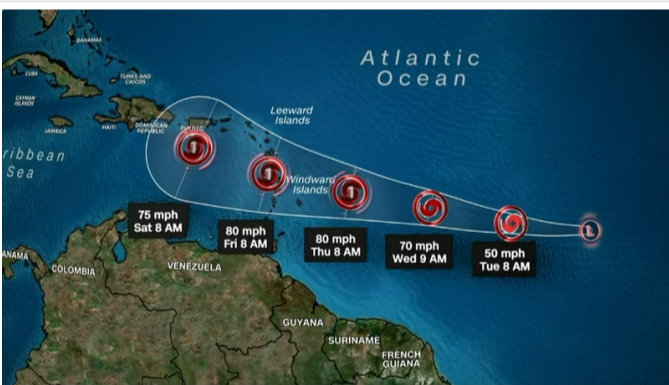 BAHAMAS
Atlantic
Ocean
CUBA
TURKS AND
CAICOS
CAYMAN
ISLANDS
JAMAICA
HAITI
DOMINICAN
REPUBLIC
PUERTO
Leeward
Islands
ribbean
Sea
1
1
1
Windward
Islands
75 mph
Sat 8 AM
80 mph
Fri 8 AM
80 mph
Thu 8 AM
70 mph
Wed 9 AM
50 mph
Tue 8 AM
L
ANAMA
COLOMBIA
VENEZUELA
GUYANA
SURINAME
FRENCH
GUIANA